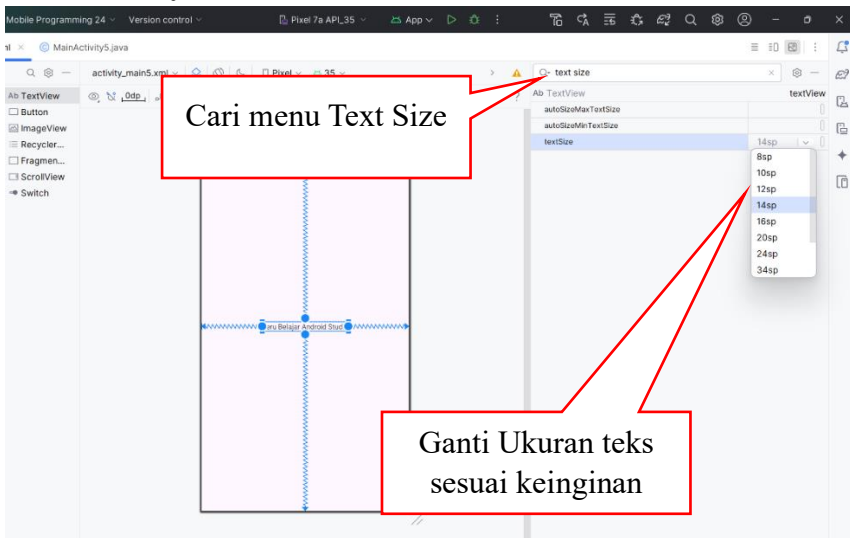 Mobile Programming 24 Version control Pixel 7a API_35 App
MainActivity5.java
activity_main5.xml Pixel 35
text size
Ab TextView
0dp
?
Ab TextView textView
Button
ImageView
Recycler...
Fragmen...
ScrollView
Switch
Cari menu Text Size
autoSizeMaxTextSize
autoSizeMinTextSize
textSize 14sp
8sp
10sp
12sp
14sp
16sp
20sp
24sp
34sp
aru Belajar Android Stud
Ganti Ukuran teks
sesuai keinginan